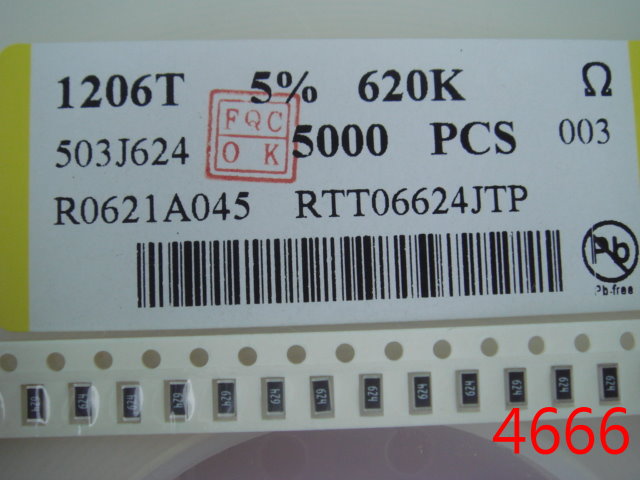 1206T 5% 620K Ω
503J624 5000 PCS 003
FQC
OK
R0621A045 RTT06624JTP
Pb
Pb-free
624 624 624 624 624 624 624 624 624 624 624 624 624
4666